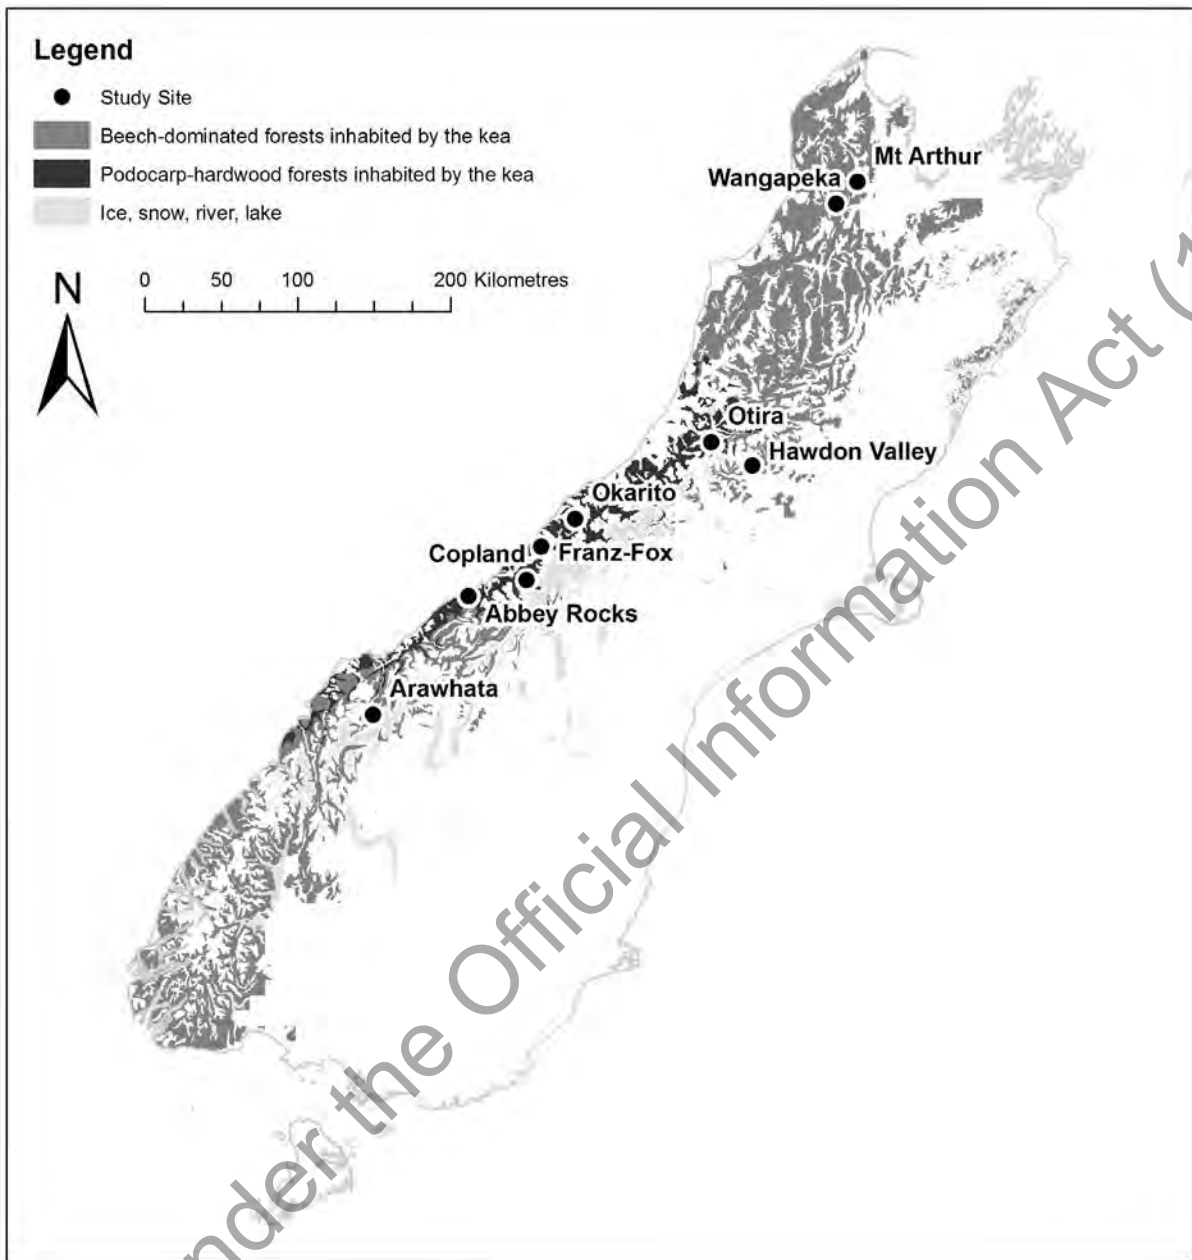 Legend
Study Site
Beech-dominated forests inhabited by the kea
Podocarp-hardwood forests inhabited by the kea
Ice, snow, river, lake
N
0 50 100 200 Kilometres
Mt Arthur
Wangapeka
Otira
Hawdon Valley
Okarito
Copland
Franz-Fox
Abbey Rocks
Arawhata
under the Official Information Act (1